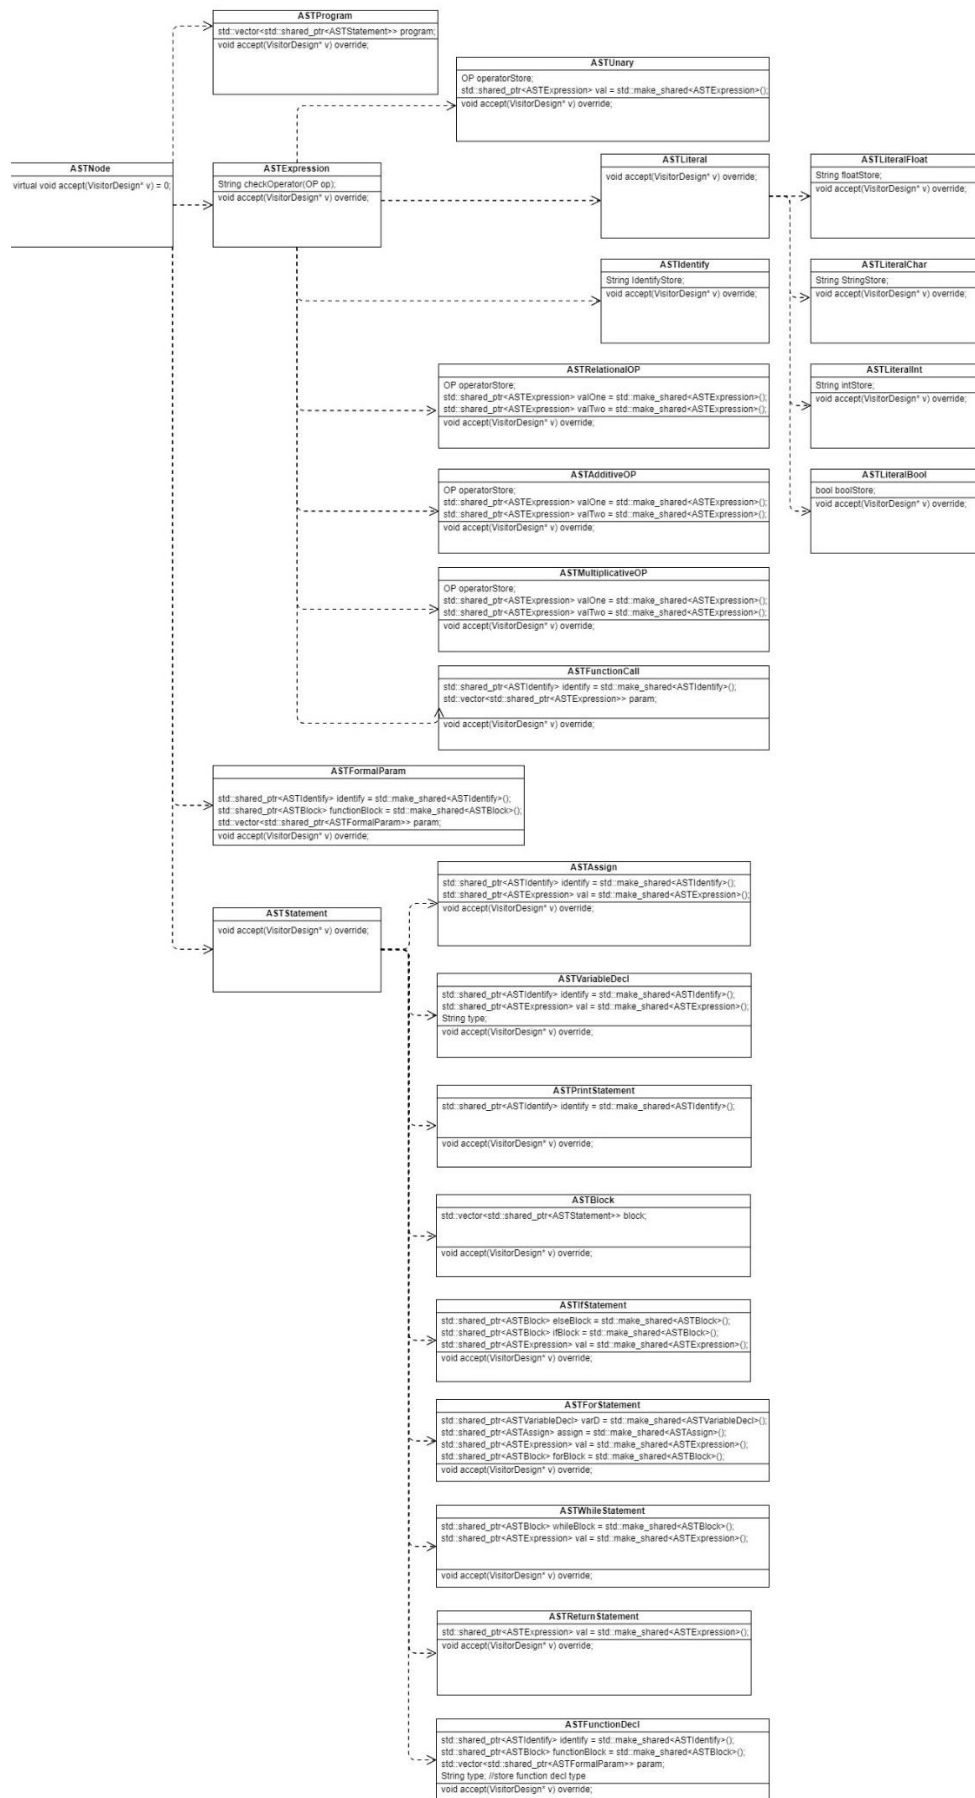 ASTProgram
std::vector<std::shared_ptr<ASTStatement>> program;
void accept(VisitorDesign* v) override;
ASTUnary
OP operatorStore;
std::shared_ptr<ASTExpression> val = std::make_shared<ASTExpression>();
void accept(VisitorDesign* v) override;
ASTNode
virtual void accept(VisitorDesign* v) = 0;
ASTExpression
String checkOperator(OP op);
void accept(VisitorDesign* v) override;
ASTLiteral
void accept(VisitorDesign* v) override;
ASTLiteralFloat
String floatStore;
void accept(VisitorDesign* v) override;
ASTIdentify
String IdentifyStore;
void accept(VisitorDesign* v) override;
ASTLiteralChar
String StringStore;
void accept(VisitorDesign* v) override;
ASTRelationalOP
OP operatorStore;
std::shared_ptr<ASTExpression> valOne = std::make_shared<ASTExpression>();
std::shared_ptr<ASTExpression> valTwo = std::make_shared<ASTExpression>();
void accept(VisitorDesign* v) override;
ASTLiteralInt
String intStore;
void accept(VisitorDesign* v) override;
ASTAdditiveOP
OP operatorStore;
std::shared_ptr<ASTExpression> valOne = std::make_shared<ASTExpression>();
std::shared_ptr<ASTExpression> valTwo = std::make_shared<ASTExpression>();
void accept(VisitorDesign* v) override;
ASTLiteralBool
bool boolStore;
void accept(VisitorDesign* v) override;
ASTMultiplicativeOP
OP operatorStore;
std::shared_ptr<ASTExpression> valOne = std::make_shared<ASTExpression>();
std::shared_ptr<ASTExpression> valTwo = std::make_shared<ASTExpression>();
void accept(VisitorDesign* v) override;
ASTFunctionCall
std::shared_ptr<ASTIdentify> identify = std::make_shared<ASTIdentify>();
std::vector<std::shared_ptr<ASTExpression>> param;
void accept(VisitorDesign* v) override;
ASTFormalParam
std::shared_ptr<ASTIdentify> identify = std::make_shared<ASTIdentify>();
std::shared_ptr<ASTBlock> functionBlock = std::make_shared<ASTBlock>();
std::vector<std::shared_ptr<ASTFormalParam>> param;
void accept(VisitorDesign* v) override;
ASTAssign
std::shared_ptr<ASTIdentify> identify = std::make_shared<ASTIdentify>();
std::shared_ptr<ASTExpression> val = std::make_shared<ASTExpression>();
void accept(VisitorDesign* v) override;
ASTStatement
void accept(VisitorDesign* v) override;
ASTVariableDecl
std::shared_ptr<ASTIdentify> identify = std::make_shared<ASTIdentify>();
std::shared_ptr<ASTExpression> val = std::make_shared<ASTExpression>();
String type;
void accept(VisitorDesign* v) override;
ASTPrintStatement
std::shared_ptr<ASTIdentify> identify = std::make_shared<ASTIdentify>();
void accept(VisitorDesign* v) override;
ASTBlock
std::vector<std::shared_ptr<ASTStatement>> block;
void accept(VisitorDesign* v) override;
ASTIfStatement
std::shared_ptr<ASTBlock> elseBlock = std::make_shared<ASTBlock>();
std::shared_ptr<ASTBlock> ifBlock = std::make_shared<ASTBlock>();
std::shared_ptr<ASTExpression> val = std::make_shared<ASTExpression>();
void accept(VisitorDesign* v) override;
ASTForStatement
std::shared_ptr<ASTVariableDecl> varD = std::make_shared<ASTVariableDecl>();
std::shared_ptr<ASTAssign> assign = std::make_shared<ASTAssign>();
std::shared_ptr<ASTExpression> val = std::make_shared<ASTExpression>();
std::shared_ptr<ASTBlock> forBlock = std::make_shared<ASTBlock>();
void accept(VisitorDesign* v) override;
ASTWhileStatement
std::shared_ptr<ASTBlock> whileBlock = std::make_shared<ASTBlock>();
std::shared_ptr<ASTExpression> val = std::make_shared<ASTExpression>();
void accept(VisitorDesign* v) override;
ASTReturnStatement
std::shared_ptr<ASTExpression> val = std::make_shared<ASTExpression>();
void accept(VisitorDesign* v) override;
ASTFunctionDecl
std::shared_ptr<ASTIdentify> identify = std::make_shared<ASTIdentify>();
std::shared_ptr<ASTBlock> functionBlock = std::make_shared<ASTBlock>();
std::vector<std::shared_ptr<ASTFormalParam>> param;
String type; //store function decl type
void accept(VisitorDesign* v) override;